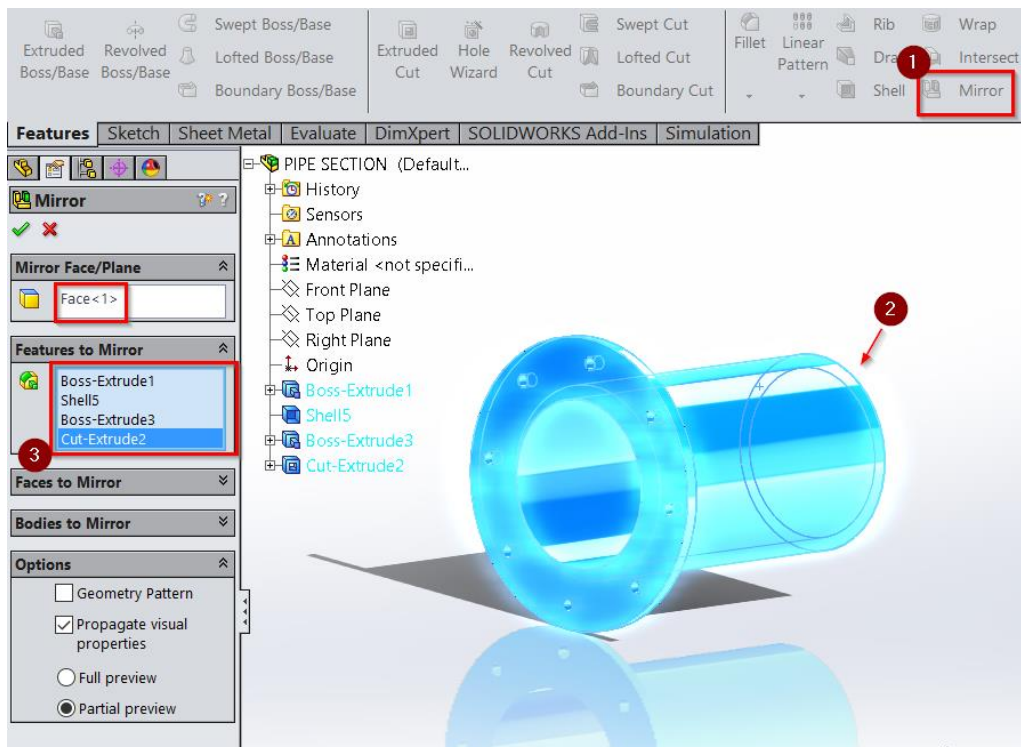 Extruded Boss/Base
Revolved Boss/Base
Swept Boss/Base
Lofted Boss/Base
Boundary Boss/Base
Extruded Cut
Hole Wizard
Revolved Cut
Swept Cut
Lofted Cut
Boundary Cut
Fillet
Linear Pattern
Rib
Dra
Shell
Wrap
Intersect
Mirror
1
Features
Sketch
Sheet Metal
Evaluate
DimXpert
SOLIDWORKS Add-Ins
Simulation
Mirror
?
Mirror Face/Plane
Face<1>
Features to Mirror
Boss-Extrude1
Shell5
Boss-Extrude3
Cut-Extrude2
3
Faces to Mirror
Bodies to Mirror
Options
Geometry Patt
Propagate visual
properties
Full preview
Partial preview
PIPE SECTION (Default...
History
Sensors
A Annotations
Material <not specifi...
Front Plane
Top Plane
Right Plane
Origin
Boss-Extrude1
Shell5
Boss-Extrude3
Cut-Extrude2
2